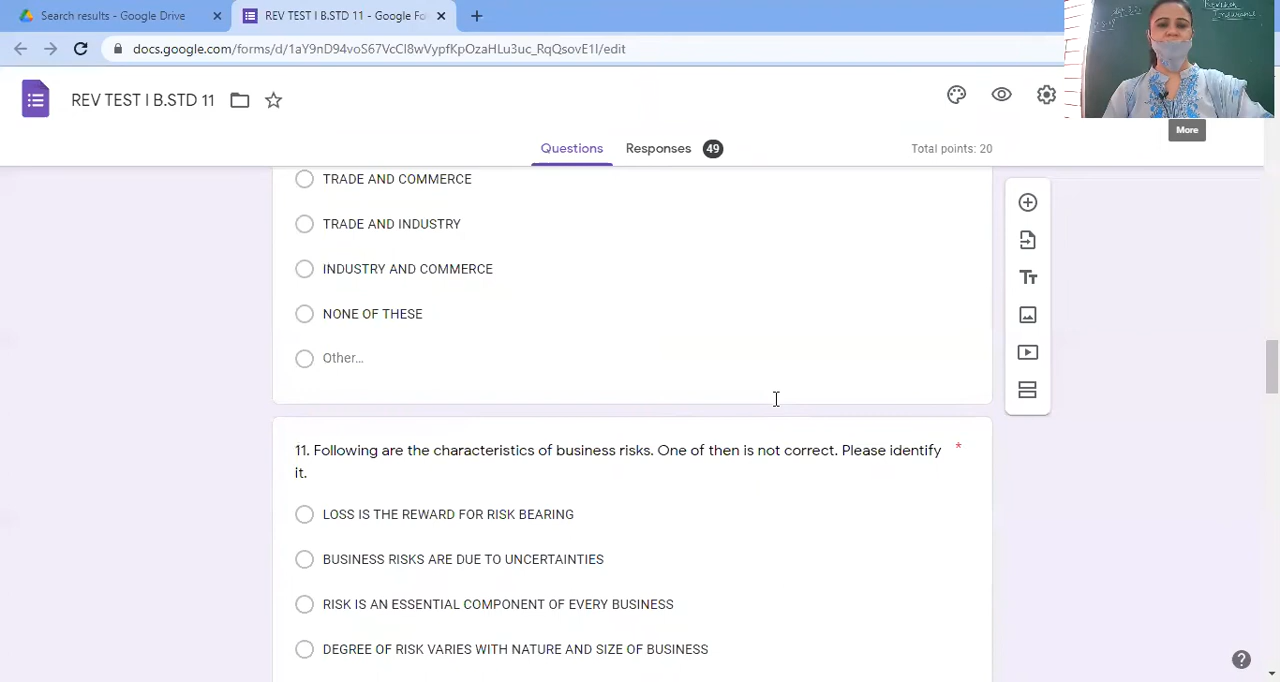 Search results - Google Drive
REV TEST I B.STD 11 - Google Fo
docs.google.com/forms/d/1aY9nD94voS67VcCl8wVypfKpOzaHLu3uc_RqQsovE1I/edit
REV TEST I B.STD 11
More
Questions
Responses 49
Total points: 20
TRADE AND COMMERCE
TRADE AND INDUSTRY
INDUSTRY AND COMMERCE
NONE OF THESE
Other...
11. Following are the characteristics of business risks. One of then is not correct. Please identify *
it.
LOSS IS THE REWARD FOR RISK BEARING
BUSINESS RISKS ARE DUE TO UNCERTAINTIES
RISK IS AN ESSENTIAL COMPONENT OF EVERY BUSINESS
DEGREE OF RISK VARIES WITH NATURE AND SIZE OF BUSINESS